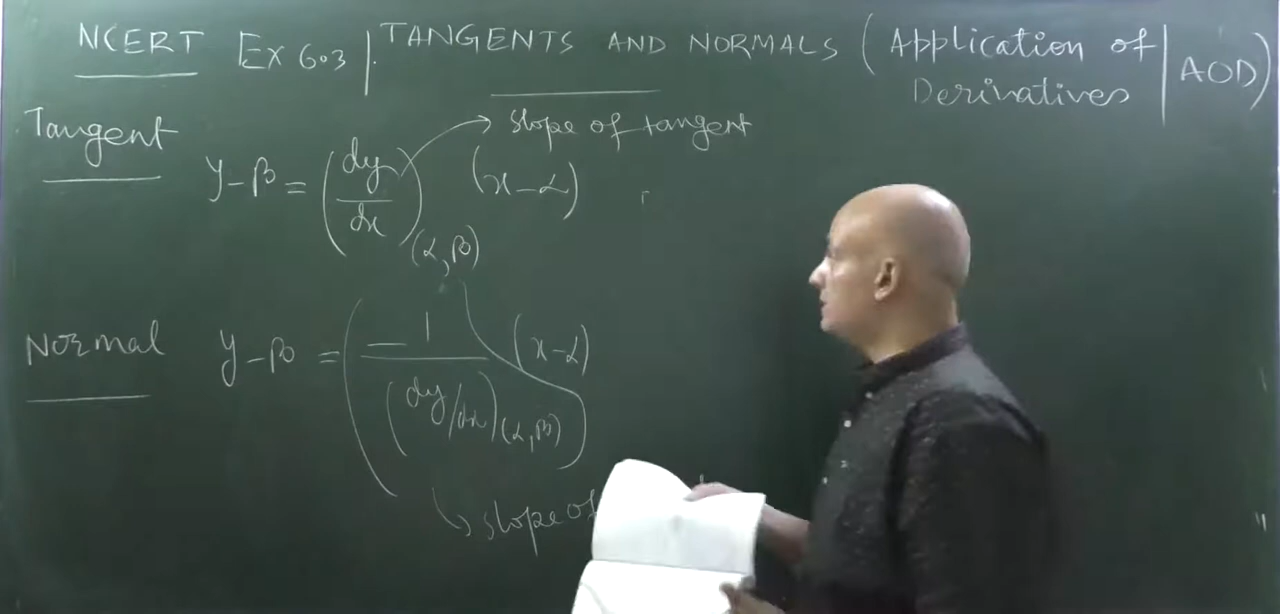 NCERT Ex 6.3 | TANGENTS AND NORMALS (Application of Derivatives | AOD)
Tangent
slope of tangent
y-β = (dy/dx)(α,β) (x-α)
Normal y-β = (-1/(dy/dx)(α,β)) (x-α)
slope of